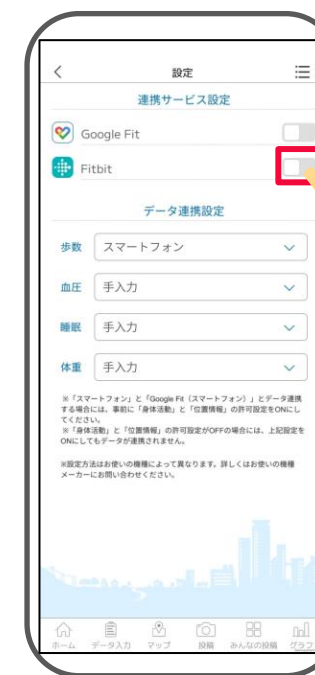 設定
連携サービス設定
Google Fit
Fitbit
データ連携設定
歩数 スマートフォン
血圧 手入力
睡眠 手入力
体重 手入力
※「スマートフォン」と「Google Fit（スマートフォン）」とデータ連携
する場合には、事前に「身体活動」と「位置情報」の許可設定をONにし
てください。
※「身体活動」と「位置情報」の許可設定がOFFの場合には、上記設定を
ONにしてもデータが連携されません。
※設定方法はお使いの機種によって異なります。詳しくはお使いの機種
メーカーにお問い合わせください。
ホーム データ入力 マップ 投稿 みんなの投稿 グラフ